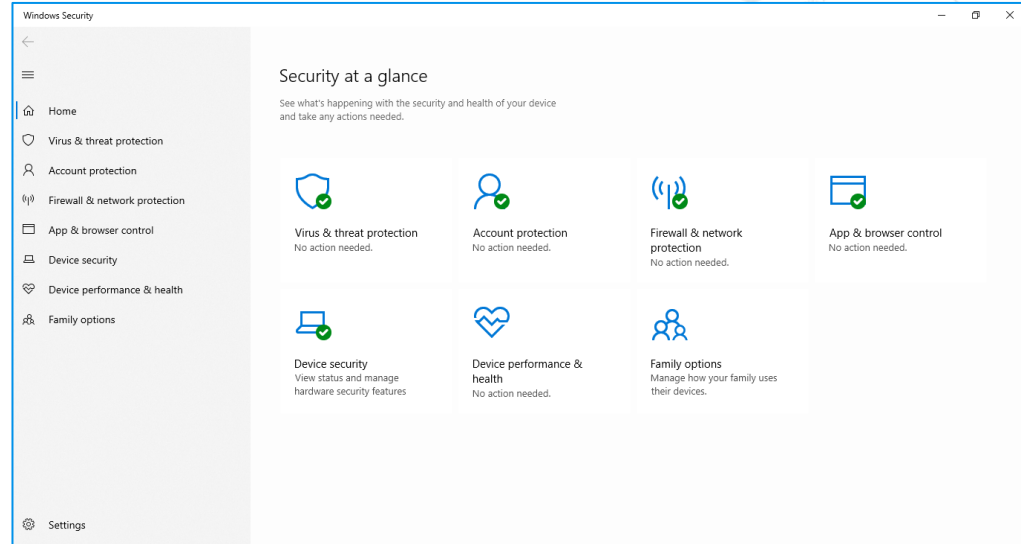 Windows Security
Home
Virus & threat protection
Account protection
Firewall & network protection
App & browser control
Device security
Device performance & health
Family options
Settings
Security at a glance
See what's happening with the security and health of your device
and take any actions needed.
Virus & threat protection
No action needed.
Account protection
No action needed.
Firewall & network
protection
No action needed.
App & browser control
No action needed.
Device security
View status and manage
hardware security features
Device performance &
health
No action needed.
Family options
Manage how your family uses
their devices.